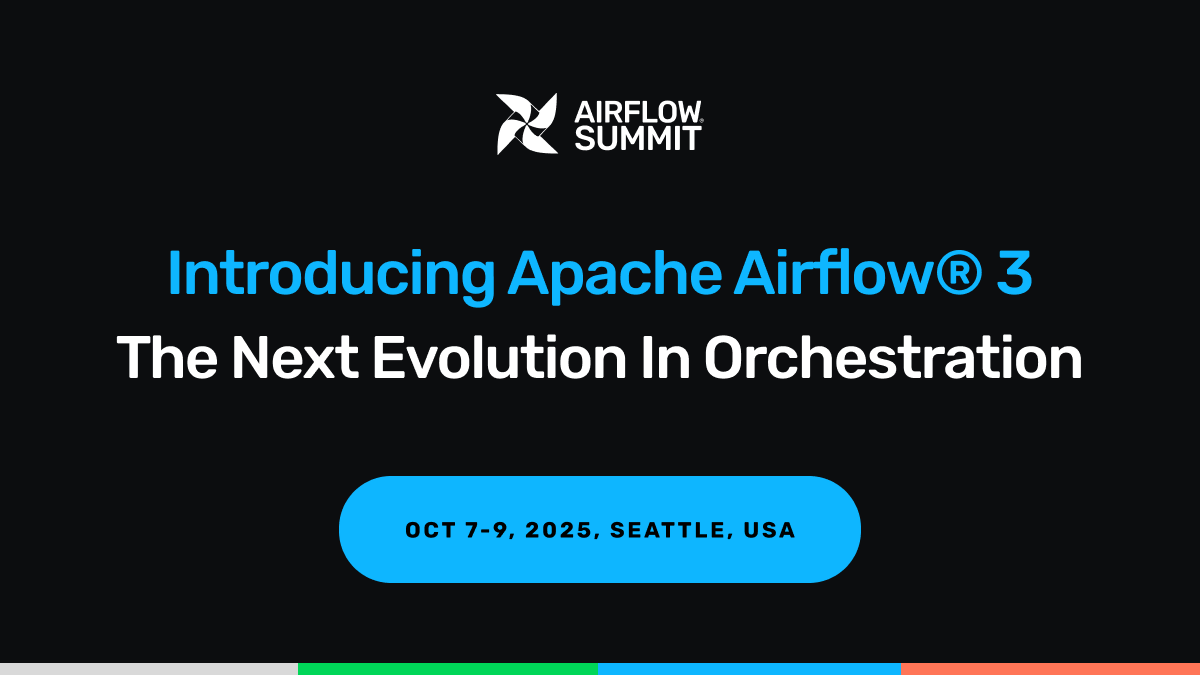 AIRFLOW®
SUMMIT
Introducing Apache Airflow® 3
The Next Evolution In Orchestration
OCT 7-9, 2025, SEATTLE, USA